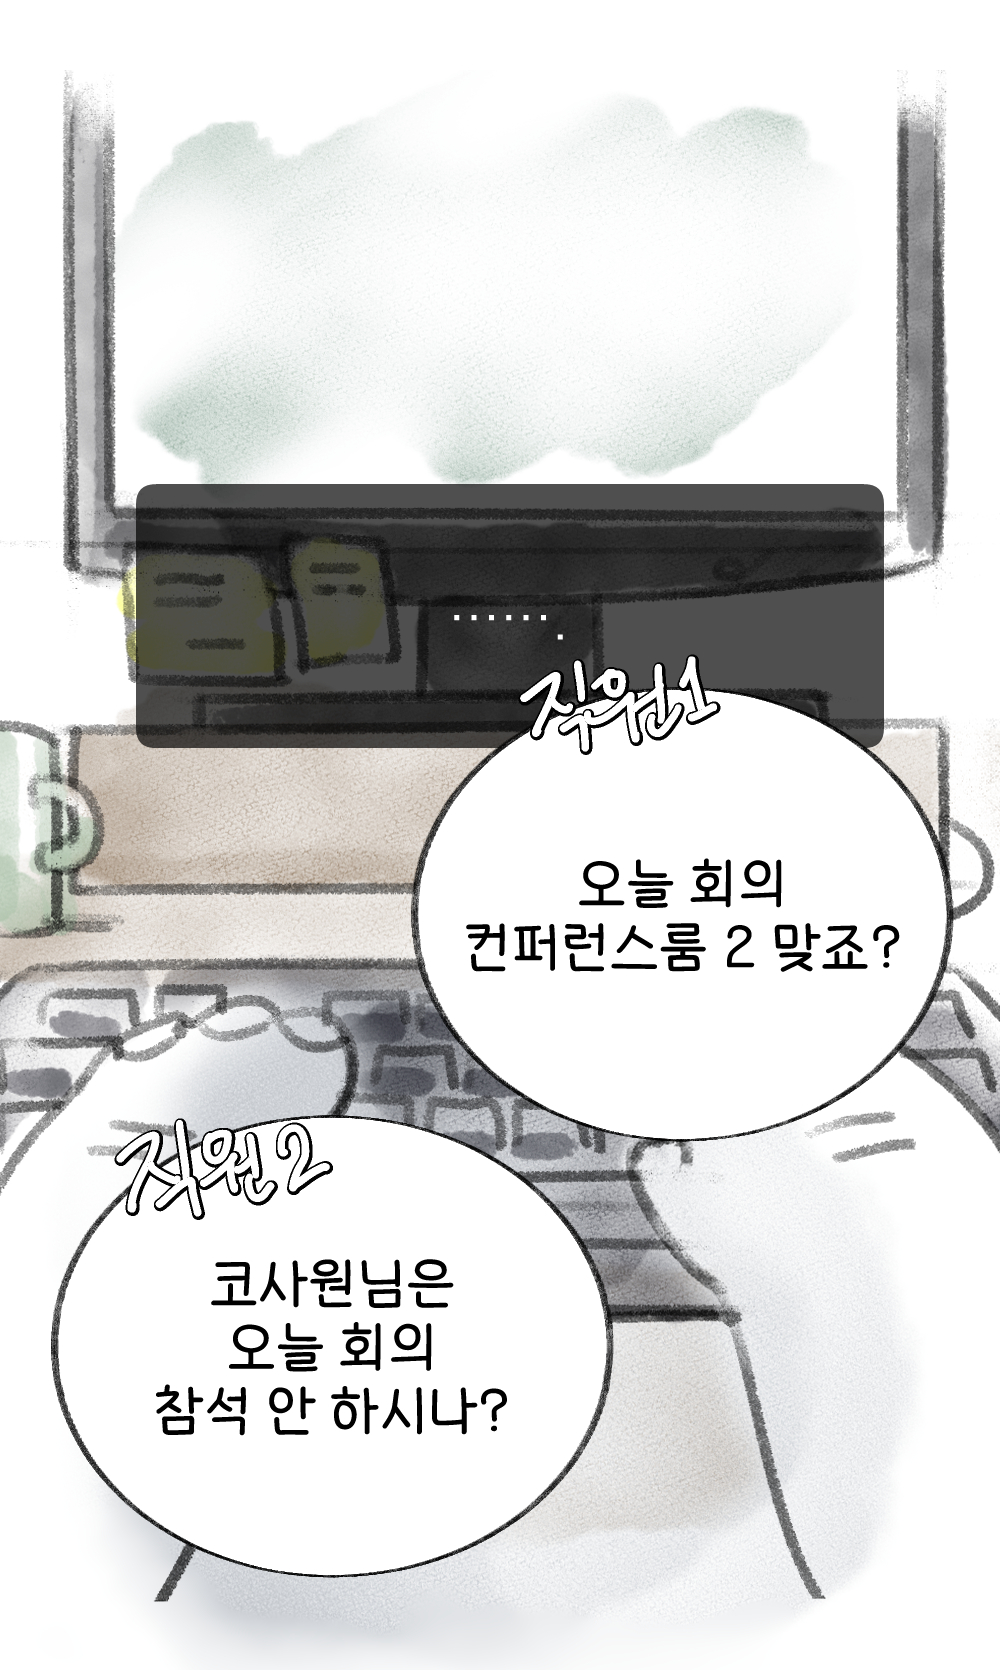 .......
직원1
오늘 회의
컨퍼런스룸 2 맞죠?
직원2
코사원님은
오늘 회의
참석 안 하시나?